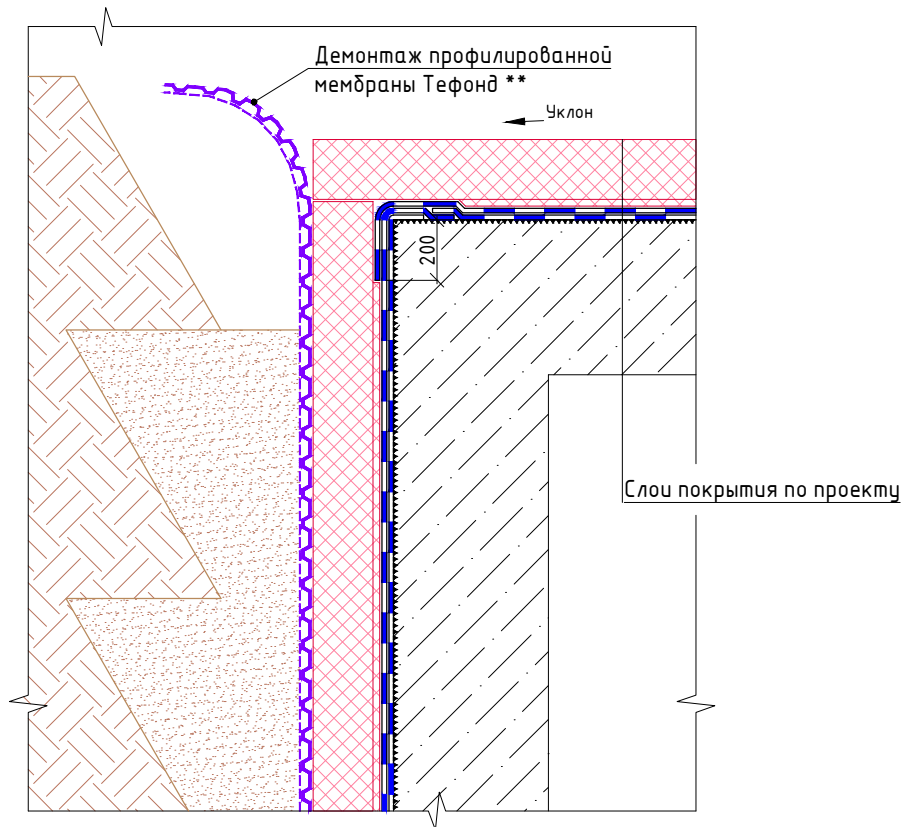 Демонтаж профилированной
мембраны Тефонд **
Уклон
200
Слои покрытия по проекту